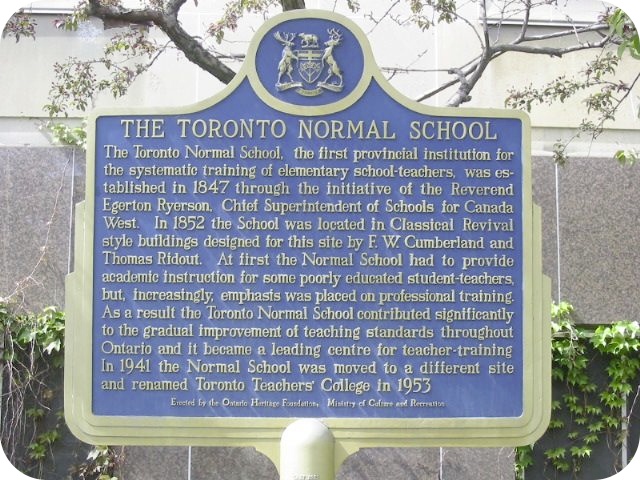 THE TORONTO NORMAL SCHOOL
The Toronto Normal School, the first provincial institution for
the systematic training of elementary school-teachers, was es-
tablished in 1847 through the initiative of the Reverend
Egerton Ryerson, Chief Superintendent of Schools for Canada
West. In 1852 the School was located in Classical Revival
style buildings designed for this site by F. W. Cumberland and
Thomas Ridout. At first the Normal School had to provide
academic instruction for some poorly educated student-teachers,
but, increasingly, emphasis was placed on professional training.
As a result the Toronto Normal School contributed significantly
to the gradual improvement of teaching standards throughout
Ontario and it became a leading centre for teacher-training
In 1941 the Normal School was moved to a different site
and renamed Toronto Teachers' College in 1953
Erected by the Ontario Heritage Foundation, Ministry of Culture and Recreation